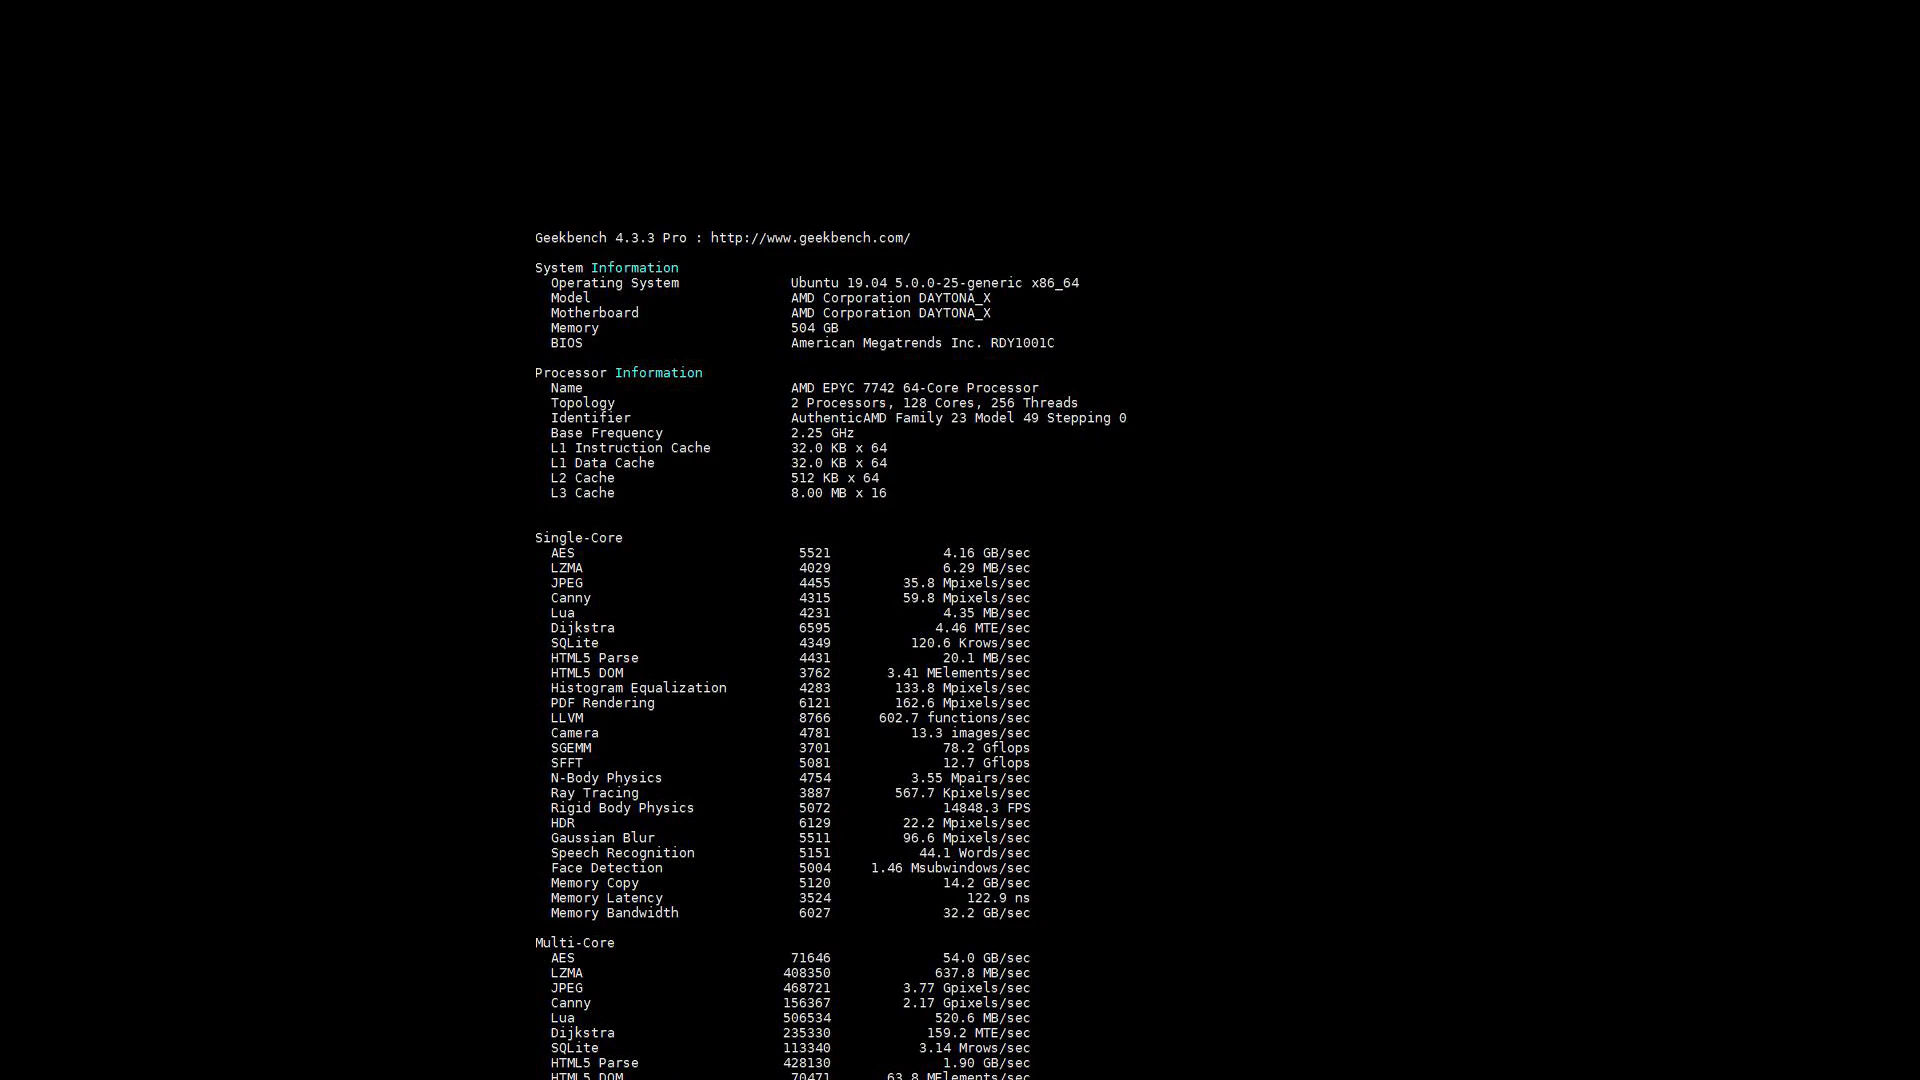 Geekbench 4.3.3 Pro : http://www.geekbench.com/
System Information
Operating System Ubuntu 19.04 5.0.0-25-generic x86_64
Model AMD Corporation DAYTONA_X
Motherboard AMD Corporation DAYTONA_X
Memory 504 GB
BIOS American Megatrends Inc. RDY1001C
Processor Information
Name AMD EPYC 7742 64-Core Processor
Topology 2 Processors, 128 Cores, 256 Threads
Identifier AuthenticAMD Family 23 Model 49 Stepping 0
Base Frequency 2.25 GHz
L1 Instruction Cache 32.0 KB x 64
L1 Data Cache 32.0 KB x 64
L2 Cache 512 KB x 64
L3 Cache 8.00 MB x 16
Single-Core
AES 5521 4.16 GB/sec
LZMA 4029 6.29 MB/sec
JPEG 4455 35.8 Mpixels/sec
Canny 4315 59.8 Mpixels/sec
Lua 4231 4.35 MB/sec
Dijkstra 6595 4.46 MTE/sec
SQLite 4349 120.6 Krows/sec
HTML5 Parse 4431 20.1 MB/sec
HTML5 DOM 3762 3.41 MElements/sec
Histogram Equalization 4283 133.8 Mpixels/sec
PDF Rendering 6121 162.6 Mpixels/sec
LLVM 8766 602.7 functions/sec
Camera 4781 13.3 images/sec
SGEMM 3701 78.2 Gflops
SFFT 5081 12.7 Gflops
N-Body Physics 4754 3.55 Mpairs/sec
Ray Tracing 3887 567.7 Kpixels/sec
Rigid Body Physics 5072 14848.3 FPS
HDR 6129 22.2 Mpixels/sec
Gaussian Blur 5511 96.6 Mpixels/sec
Speech Recognition 5151 44.1 Words/sec
Face Detection 5004 1.46 Msubwindows/sec
Memory Copy 5120 14.2 GB/sec
Memory Latency 3524 122.9 ns
Memory Bandwidth 6027 32.2 GB/sec
Multi-Core
AES 71646 54.0 GB/sec
LZMA 408350 637.8 MB/sec
JPEG 468721 3.77 Gpixels/sec
Canny 156367 2.17 Gpixels/sec
Lua 506534 520.6 MB/sec
Dijkstra 235330 159.2 MTE/sec
SQLite 113340 3.14 Mrows/sec
HTML5 Parse 428130 1.90 GB/sec
HTML5 DOM 70471 63.8 MElements/sec